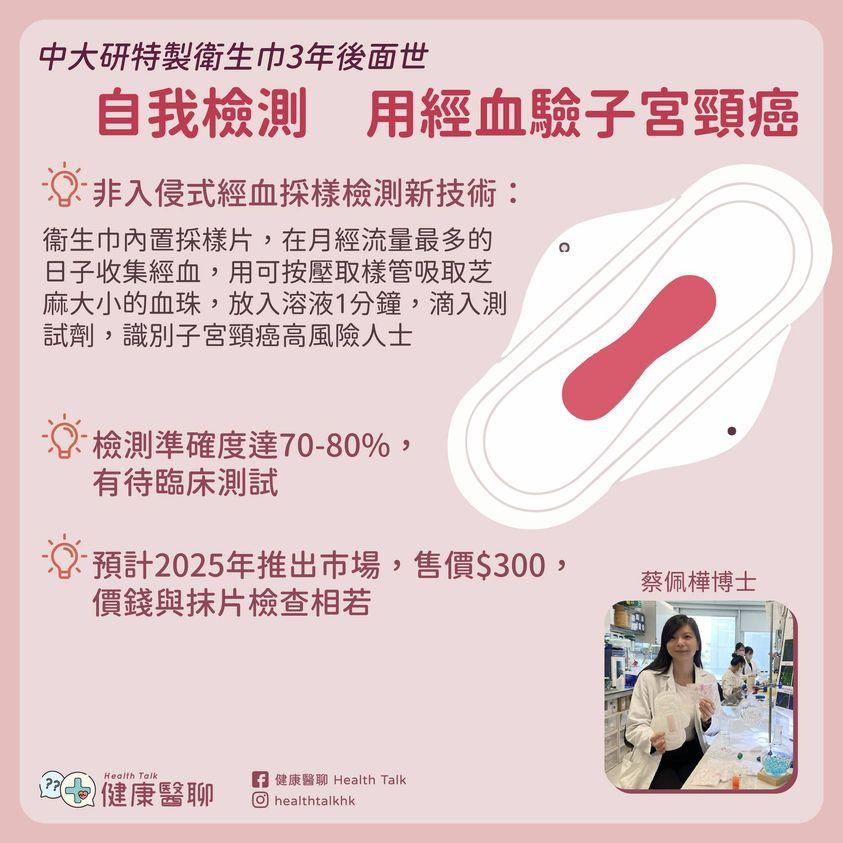 中大研特製衛生巾3年後面世
自我檢測　用經血驗子宮頸癌
非入侵式經血採樣檢測新技術：
衞生巾內置採樣片，在月經流量最多的
日子收集經血，用可按壓取樣管吸取芝
麻大小的血珠，放入溶液1分鐘，滴入測
試劑，識別子宮頸癌高風險人士
檢測準確度達70-80%，
有待臨床測試
預計2025年推出市場，售價$300，
價錢與抹片檢查相若
蔡佩樺博士
??
Health Talk
健康醫聊
健康醫聊 Health Talk
healthtalkhk